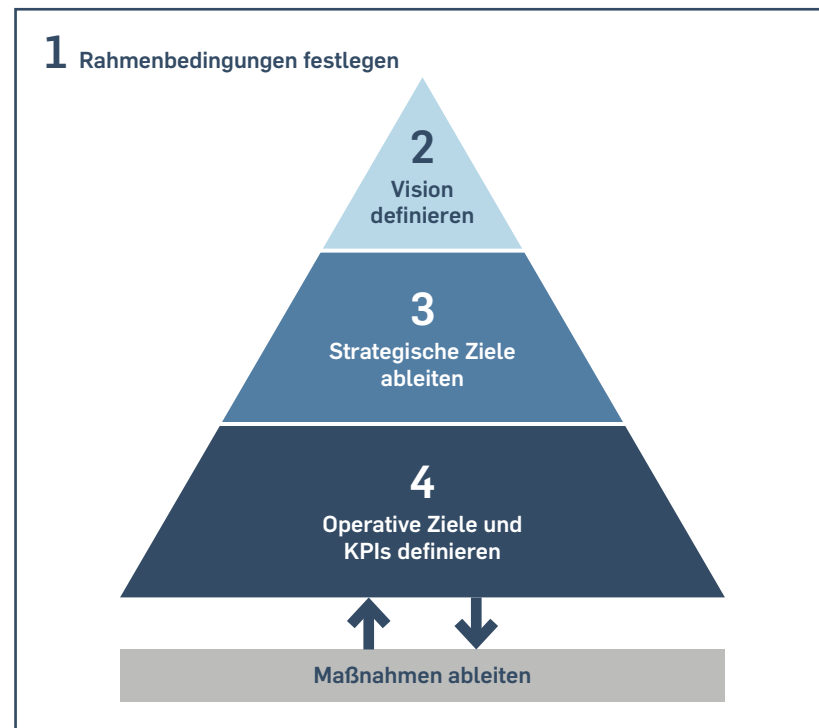 1 Rahmenbedingungen festlegen
2
Vision
definieren
3
Strategische Ziele
ableiten
4
Operative Ziele und
KPIs definieren
Maßnahmen ableiten